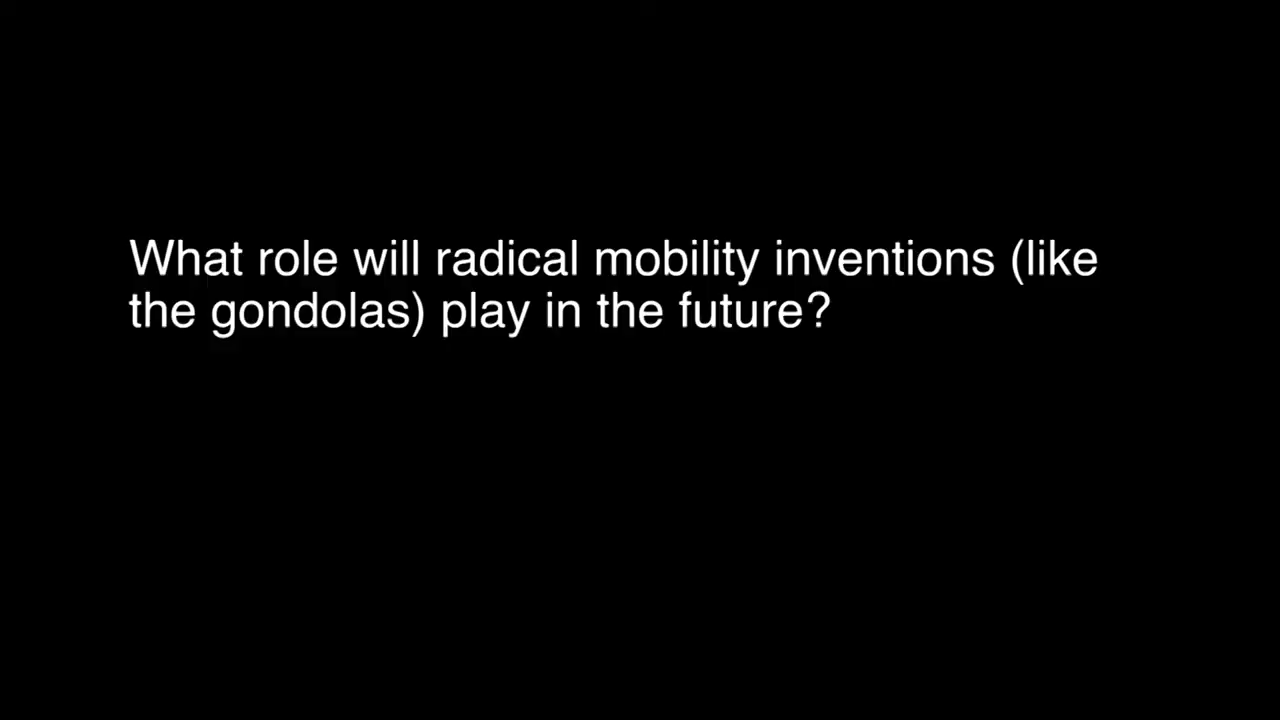 What role will radical mobility inventions (like
the gondolas) play in the future?